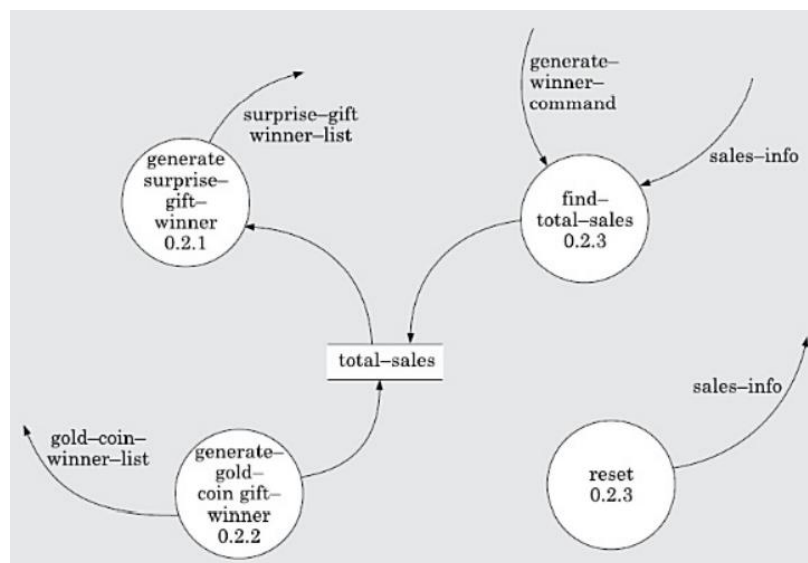 surprise–gift
winner–list
generate
surprise–
gift–
winner
0.2.1
generate–
winner–
command
sales–info
find–
total–sales
0.2.3
total–sales
gold–coin–
winner–list
generate–
gold–
coin gift–
winner
0.2.2
sales–info
reset
0.2.3